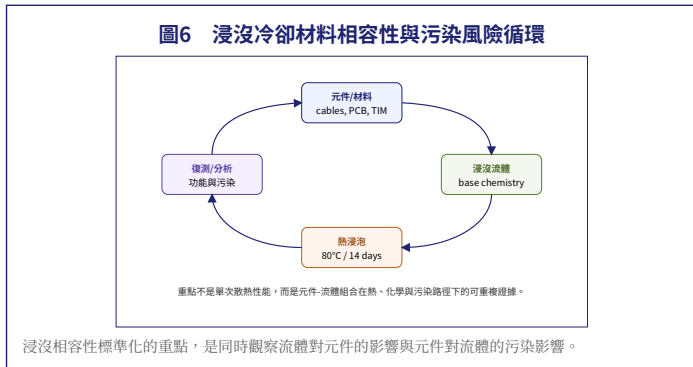 圖6 浸沒冷卻材料相容性與污染風險循環
元件/材料
cables, PCB, TIM
復測/分析
功能與污染
浸沒流體
base chemistry
熱浸泡
80°C / 14 days
重點不是單次散熱性能，而是元件-流體組合在熱、化學與污染路徑下的可重複證據。
浸沒相容性標準化的重點，是同時觀察流體對元件的影響與元件對流體的污染影響。